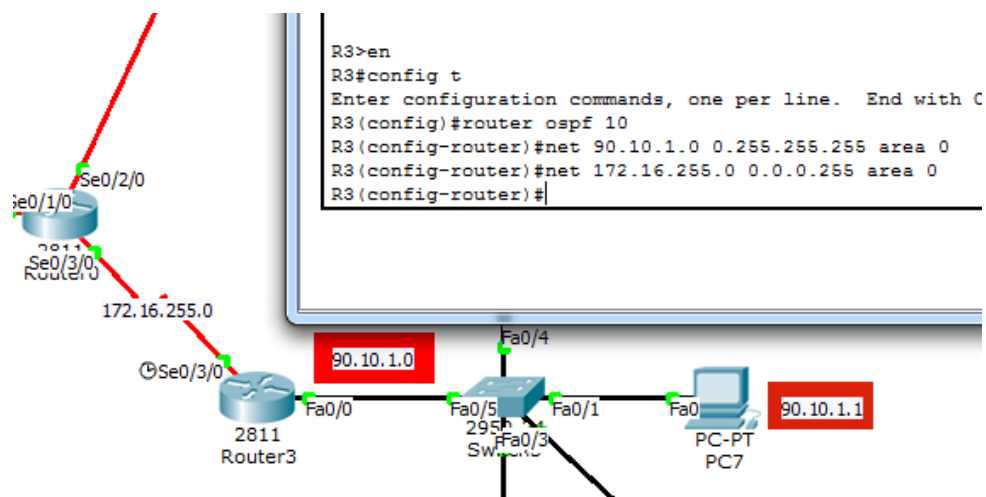 R3>en
R3#config t
Enter configuration commands, one per line. End with
R3(config)#router ospf 10
R3(config-router)#net 90.10.1.0 0.255.255.255 area 0
R3(config-router)#net 172.16.255.0 0.0.0.255 area 0
R3(config-router)#
Se0/2/0
Se0/1/0
2811
Se0/3/0
172.16.255.0
Se0/3/0
2811
Router3
90.10.1.0
Fa0/0
Fa0/4
Fa0/5
Fa0/1
Fa0/3
Fa0
PC-PT
PC7
90.10.1.1